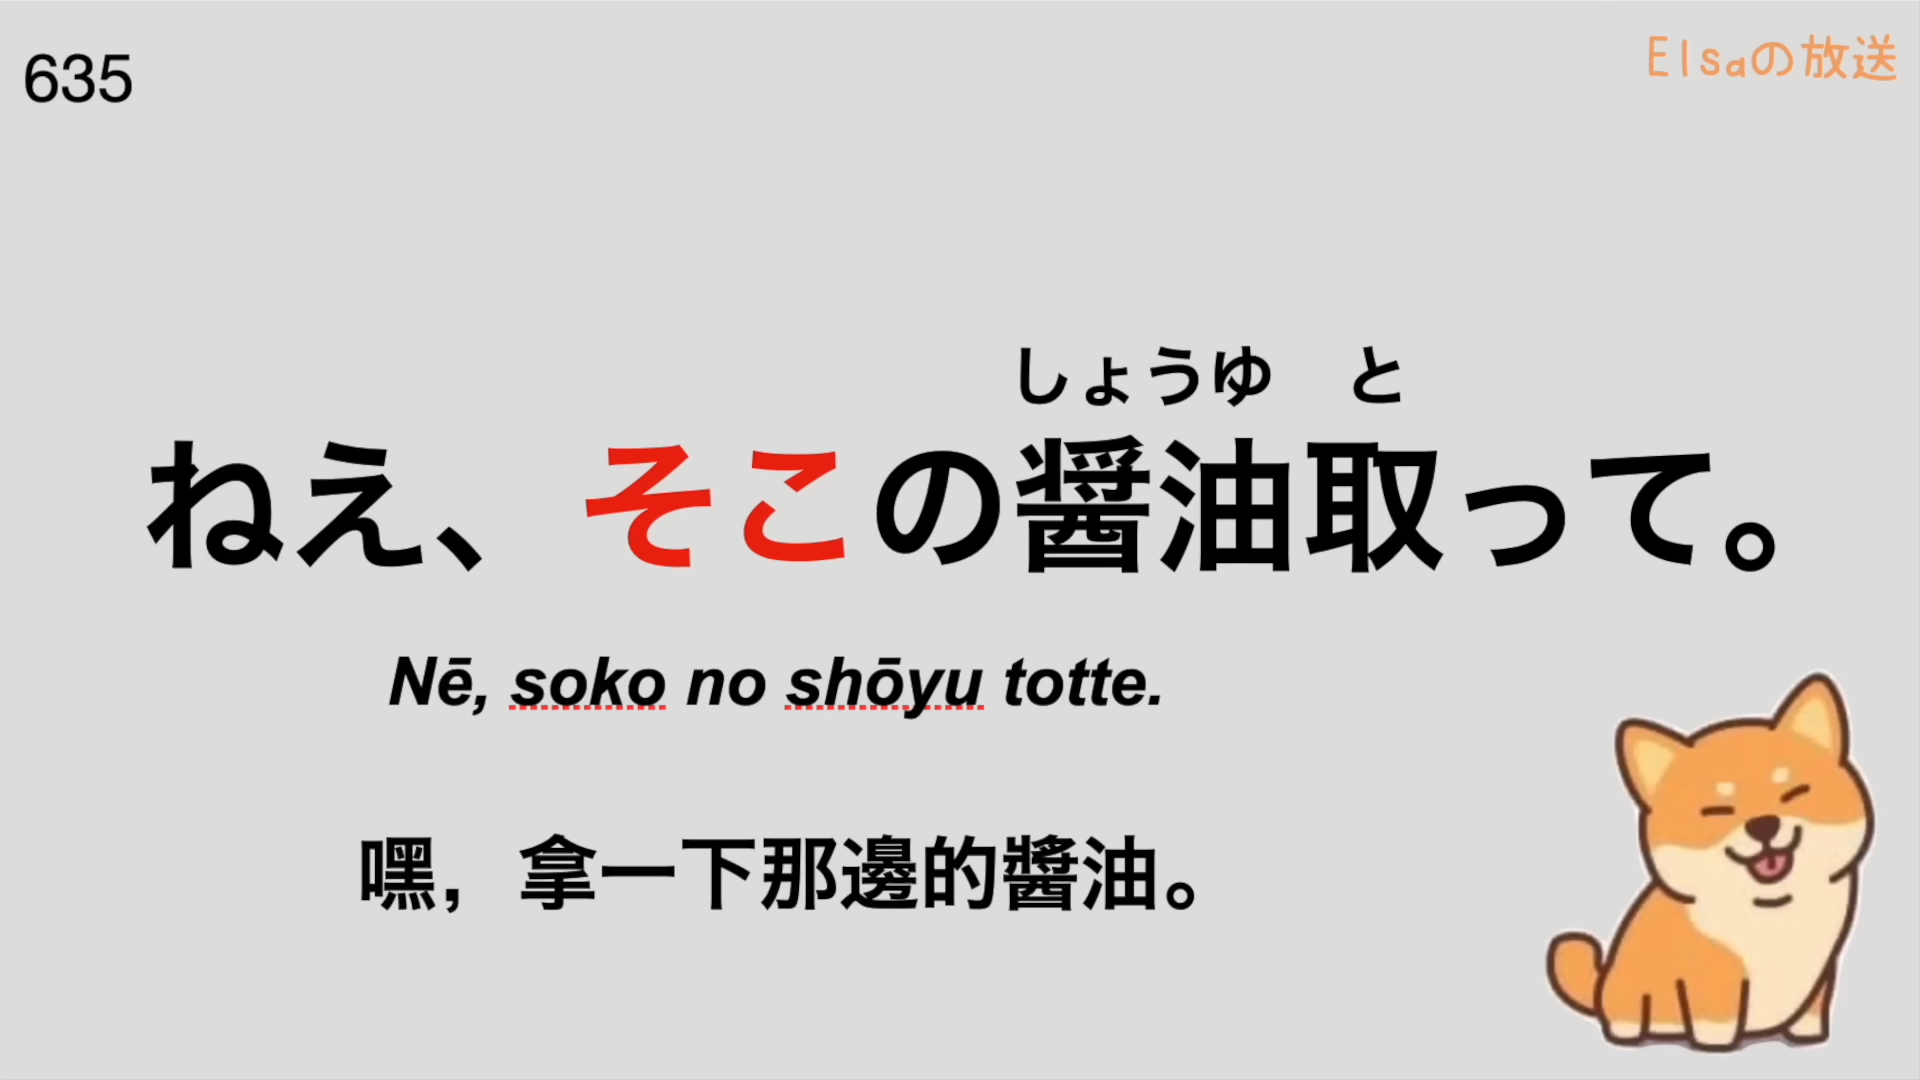 635
Elsaの放送
しょうゆ と
ねえ、そこの醤油取って。
Nē, soko no shōyu totte.
嘿，拿一下那邊的醬油。